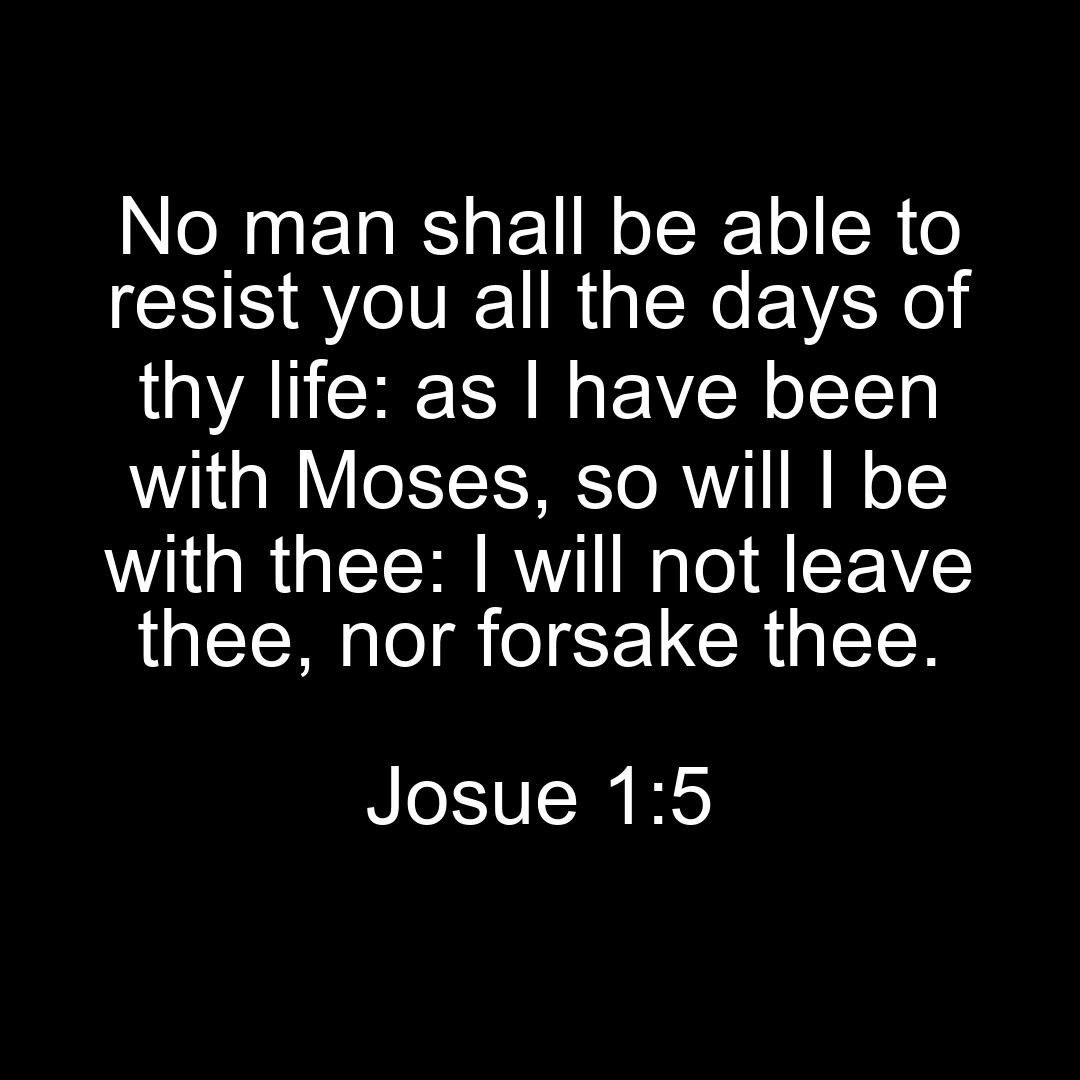 No man shall be able to
resist you all the days of
thy life: as I have been
with Moses, so will I be
with thee: I will not leave
thee, nor forsake thee.
Josue 1:5